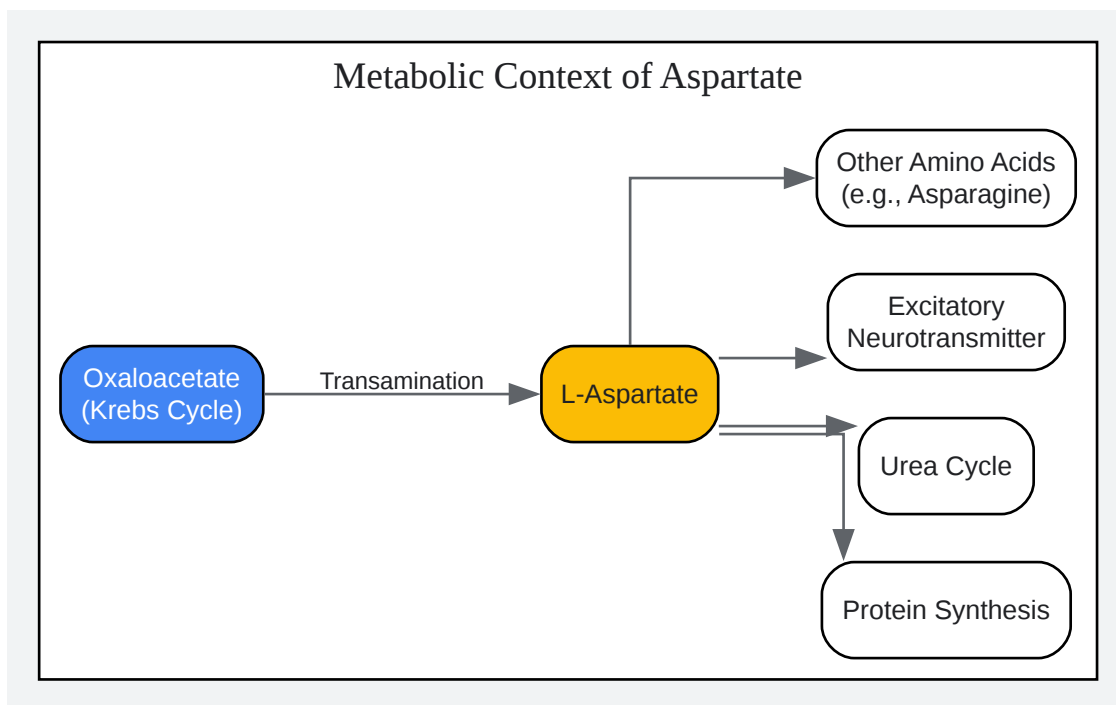 Metabolic Context of Aspartate
Other Amino Acids
(e.g., Asparagine)
Excitatory
Neurotransmitter
Oxaloacetate
(Krebs Cycle)
Transamination
L-Aspartate
Urea Cycle
Protein Synthesis